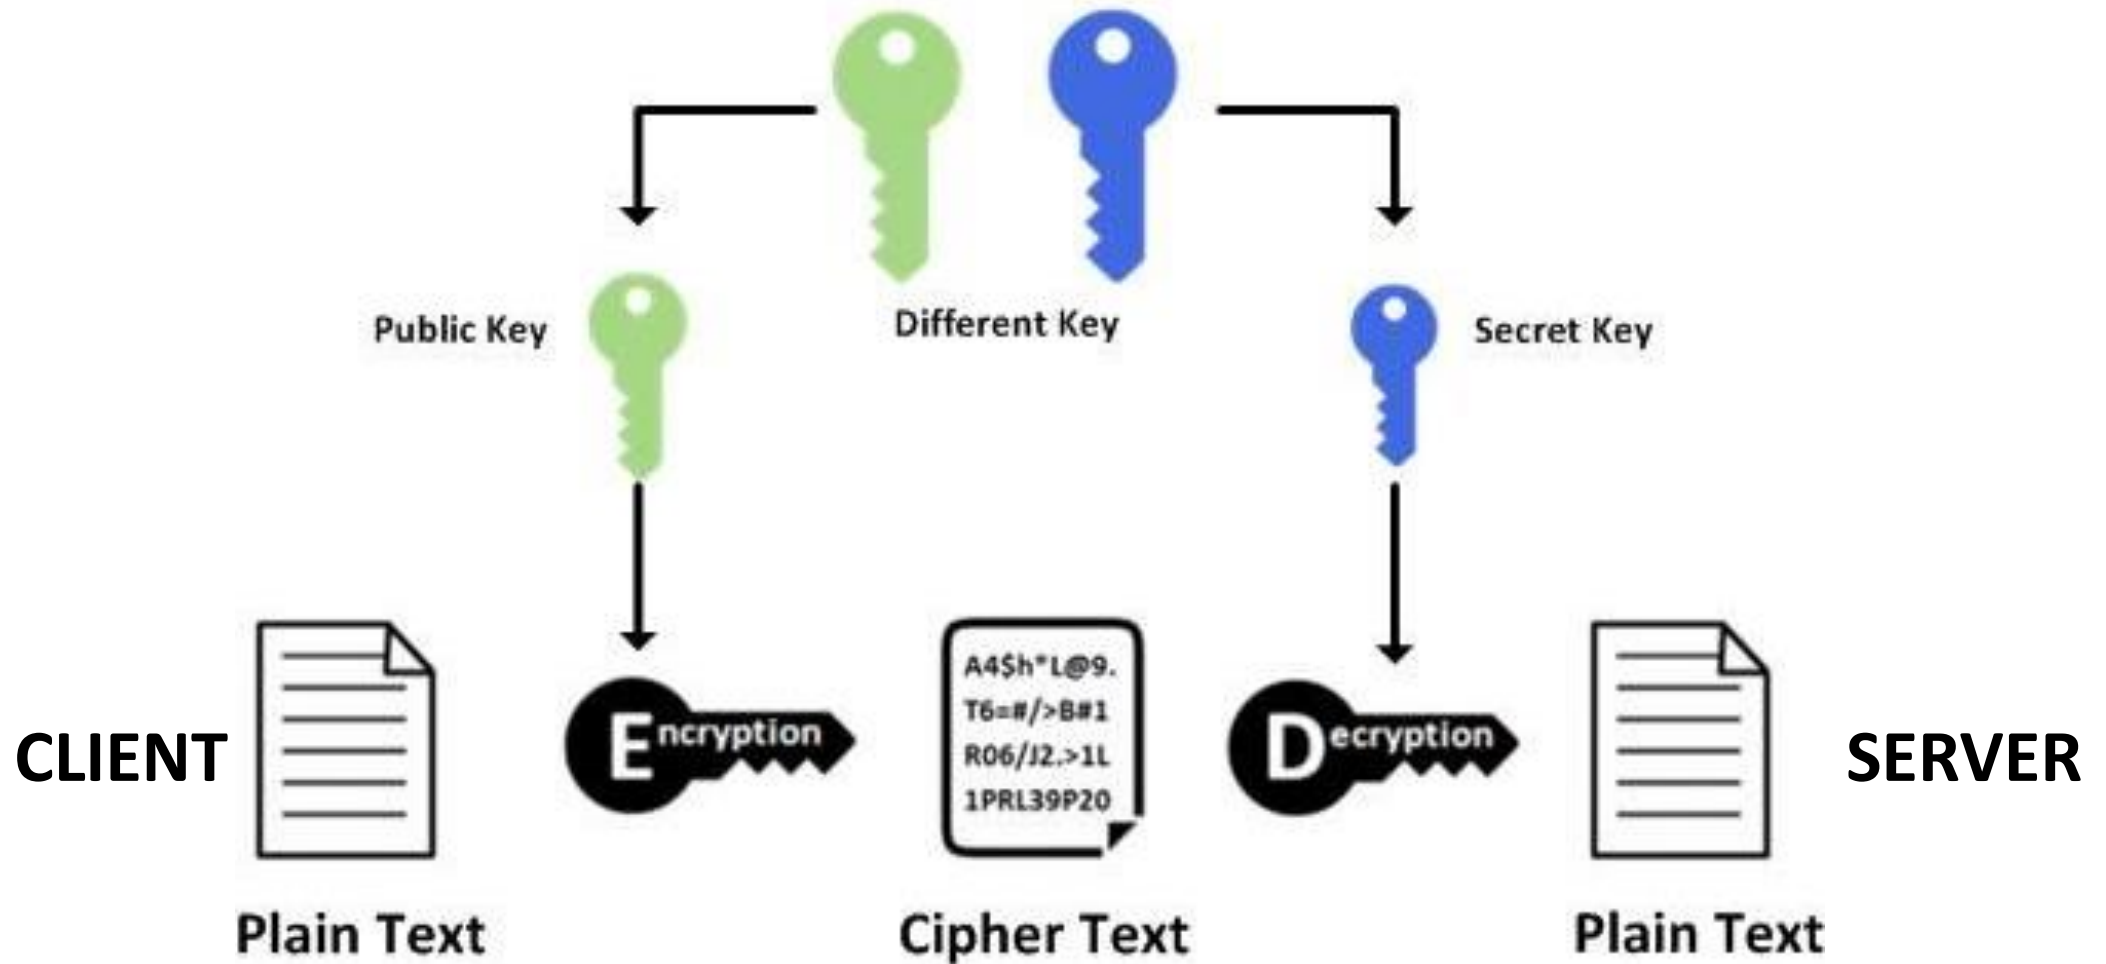 Public Key
Different Key
Secret Key
CLIENT
Encryption
A4$h*L@9.
T6=#/>B#1
R06/J2.>1L
1PRL39P20
Decryption
SERVER
Plain Text
Cipher Text
Plain Text